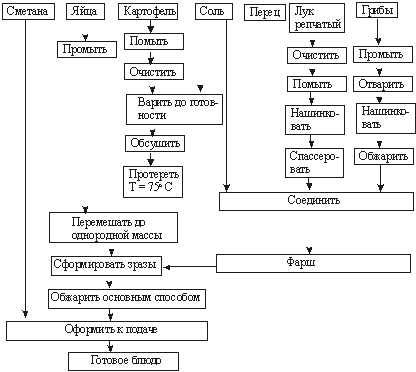 Сметана
Яйца
Картофель
Соль
Перец
Лук
репчатый
Грибы
Промыть
Помыть
Очистить
Варить до готов-
ности
Обсушить
Протереть
Т = 75° С
Очистить
Помыть
Нашинко-
вать
Спассеро-
вать
Промыть
Отварить
Нашинко-
вать
Обжарить
Соединить
Перемешать до
однородной массы
Сформировать зразы
Фарш
Обжарить основным способом
Оформить к подаче
Готовое блюдо